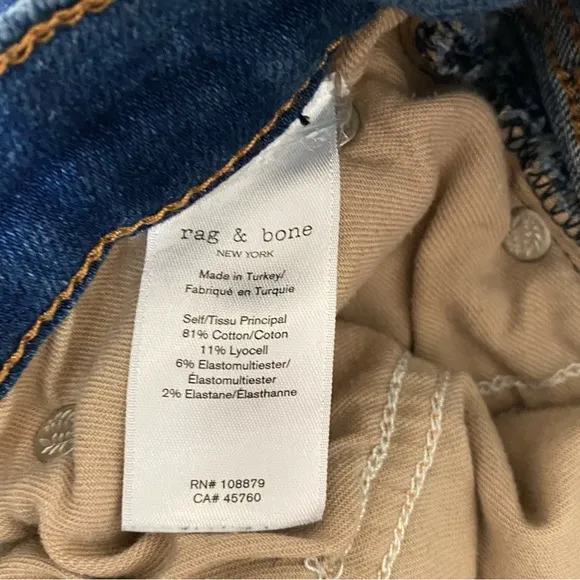 rag & bone
NEW YORK
Made in Turkey/
Fabriqué en Turquie
Self/Tissu Principal
81% Cotton/Coton
11% Lyocell
6% Elastomultiester/
Élastomultiester
2% Elastane/Élasthanne
RN# 108879
CA# 45760